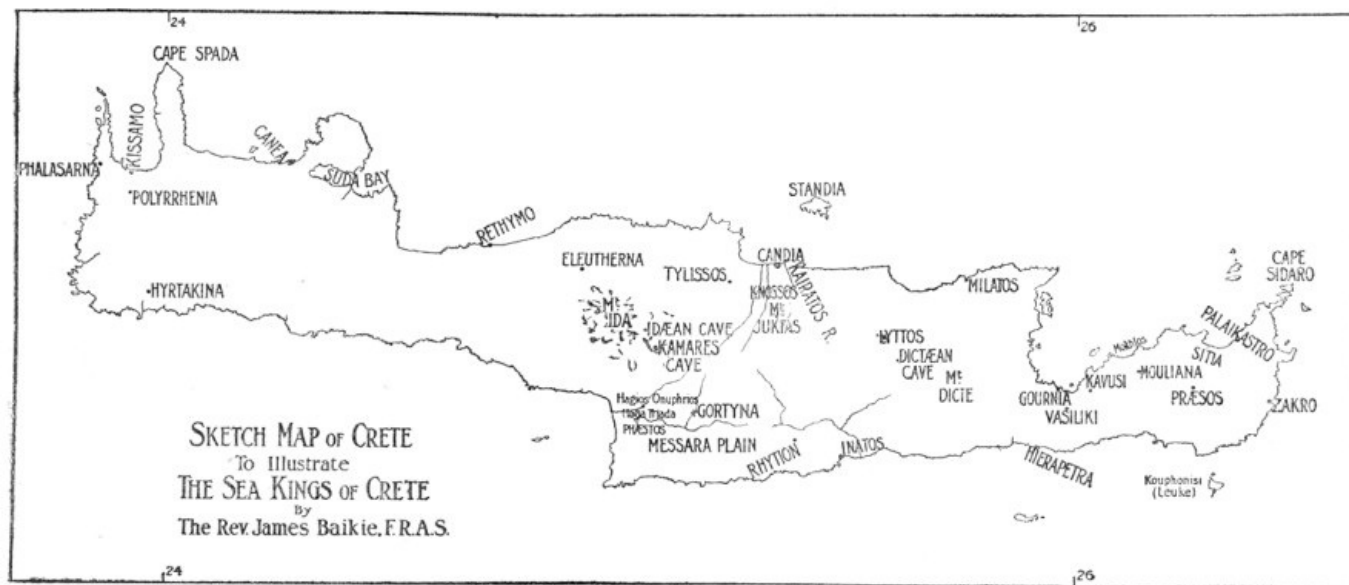 24
26
CAPE SPADA
KISSAMO
CANEA
PHALASARNA
SUDA BAY
POLYRRHENIA
STANDIA
RETHYMO
CANDIA
CAPE
SIDARO
ELEUTHERNA
TYLISSOS
KAIRATOS R.
MILATOS
HYRTAKINA
KNOSSOS
Mt
JUKTAS
Mt
IDA
PALAIKASTRO
IDÆAN CAVE
KAMARES
CAVE
LYTTOS
DICTÆAN
CAVE
Mt
DICTE
Mokhlos
SITIA
MOULIANA
KAVUSI
GOURNIA
VASILIKI
PRÆSOS
ZAKRO
Hagios Onuphrios
Hagia Triada
PHÆSTOS
GORTYNA
MESSARA PLAIN
RHYTION
INATOS
HIERAPETRA
Kouphonisi
(Leuke)
SKETCH MAP OF CRETE
To Illustrate
THE SEA KINGS OF CRETE
By
The Rev. James Baikie, F.R.A.S.
24
26